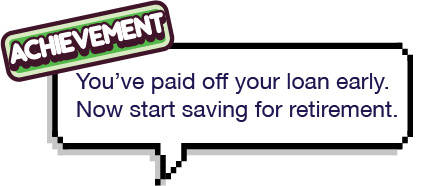 ACHIEVEMENT
You’ve paid off your loan early.
Now start saving for retirement.